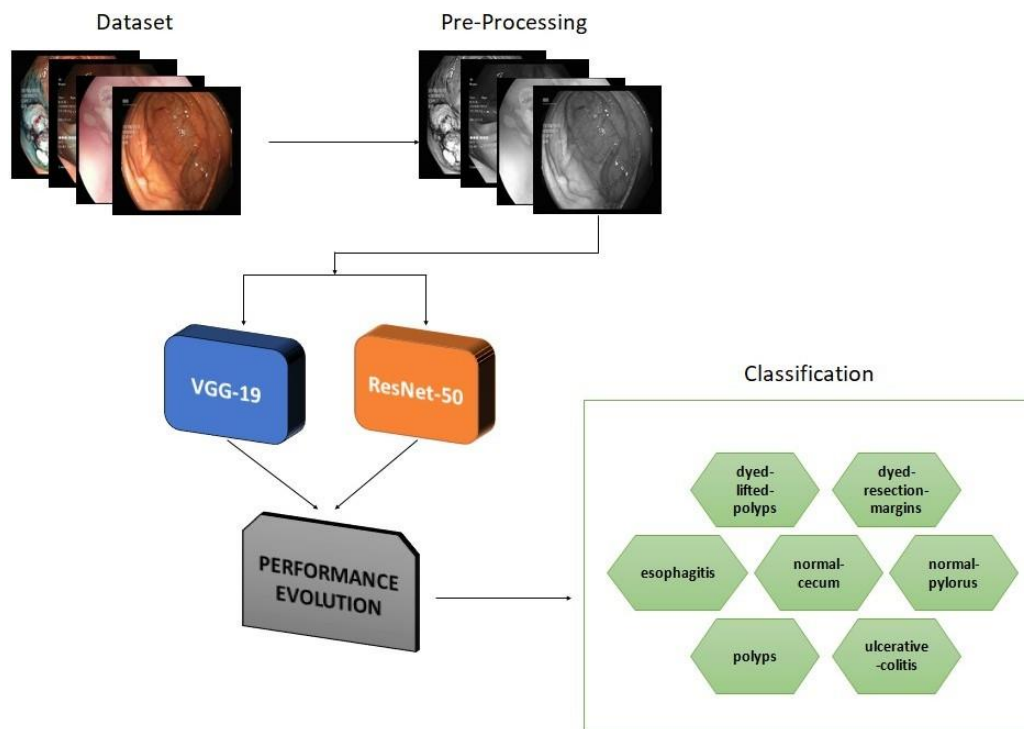 Dataset
Pre-Processing
VGG-19
ResNet-50
Classification
PERFORMANCE
EVOLUTION
dyed-
lifted-
polyps
dyed-
resection-
margins
esophagitis
normal-
cecum
normal-
pylorus
polyps
ulcerative
-colitis